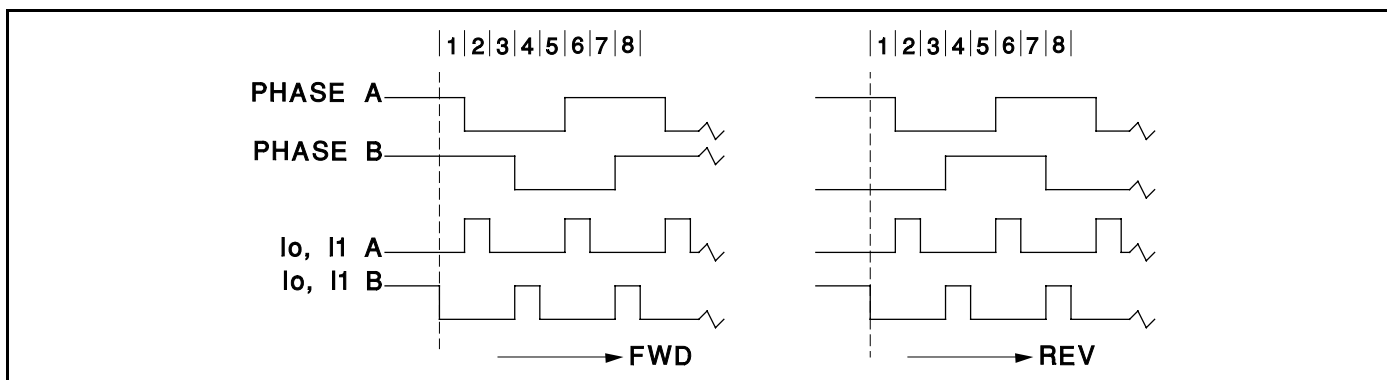 |1|2|3|4|5|6|7|8| |1|2|3|4|5|6|7|8|
PHASE A
PHASE B
Io, I1 A
Io, I1 B
FWD REV